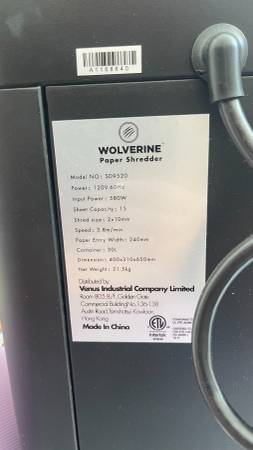 A1168640
WOLVERINE™
Paper Shredder
Model NO.: SD9520
Power: 120V 60Hz
Input Power: 580W
Sheet Capacity: 15
Shred size: 2x10mm
Speed: 2.8m/min
Paper Entry Width: 240mm
Container: 30L
Dimension: 400x310x650mm
Net Weight: 21.5kg
Distributed by
Venus Industrial Company Limited
Room 803, 8/F, Golden Gate
Commercial Building No. 136-138
Austin Road, Tsimshatsui Kowloon,
Hong Kong
Made In China
ETL
Intertek